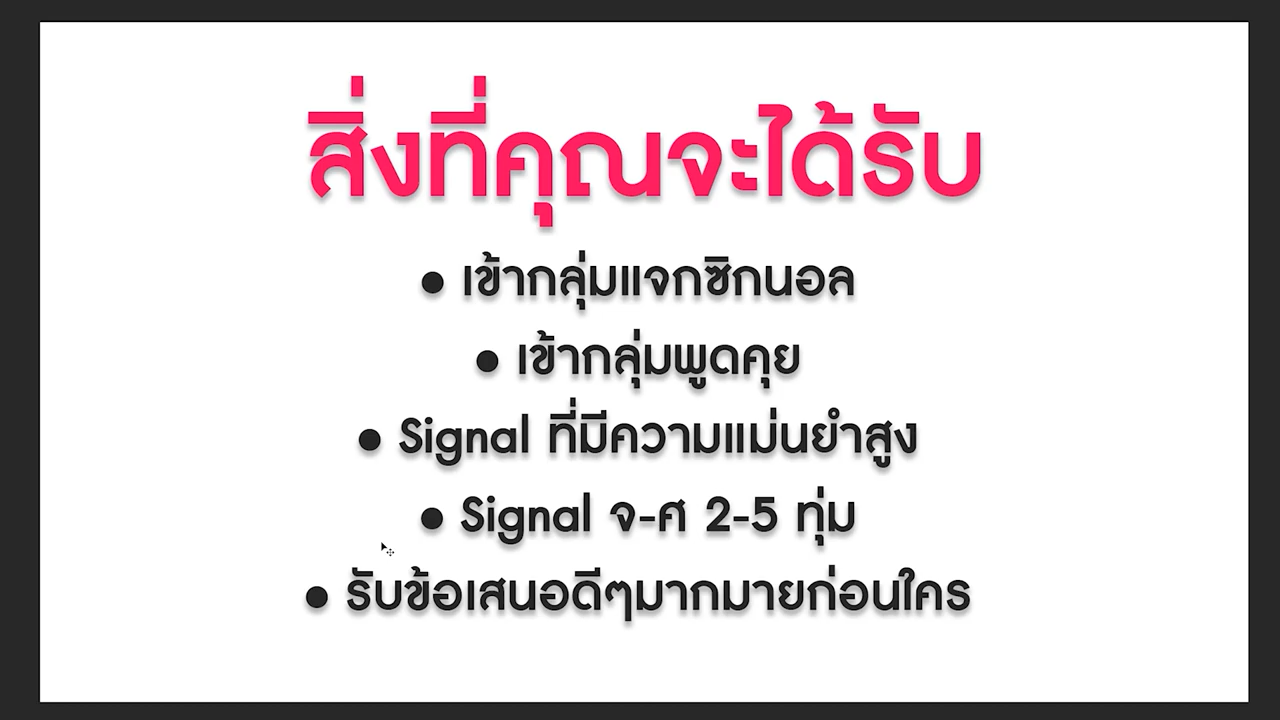 สิ่งที่คุณจะได้รับ
• เข้ากลุ่มแจกซิกนอล
• เข้ากลุ่มพูดคุย
• Signal ที่มีความแม่นยำสูง
• Signal จ-ศ 2-5 ทุ่ม
• รับข้อเสนอดีๆมากมายก่อนใคร